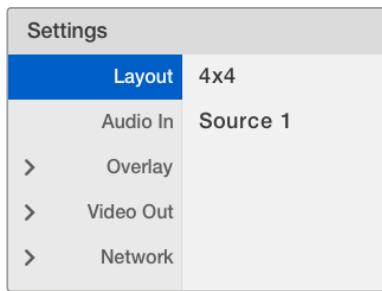 Settings
Layout 4x4
Audio In Source 1
Overlay
Video Out
Network